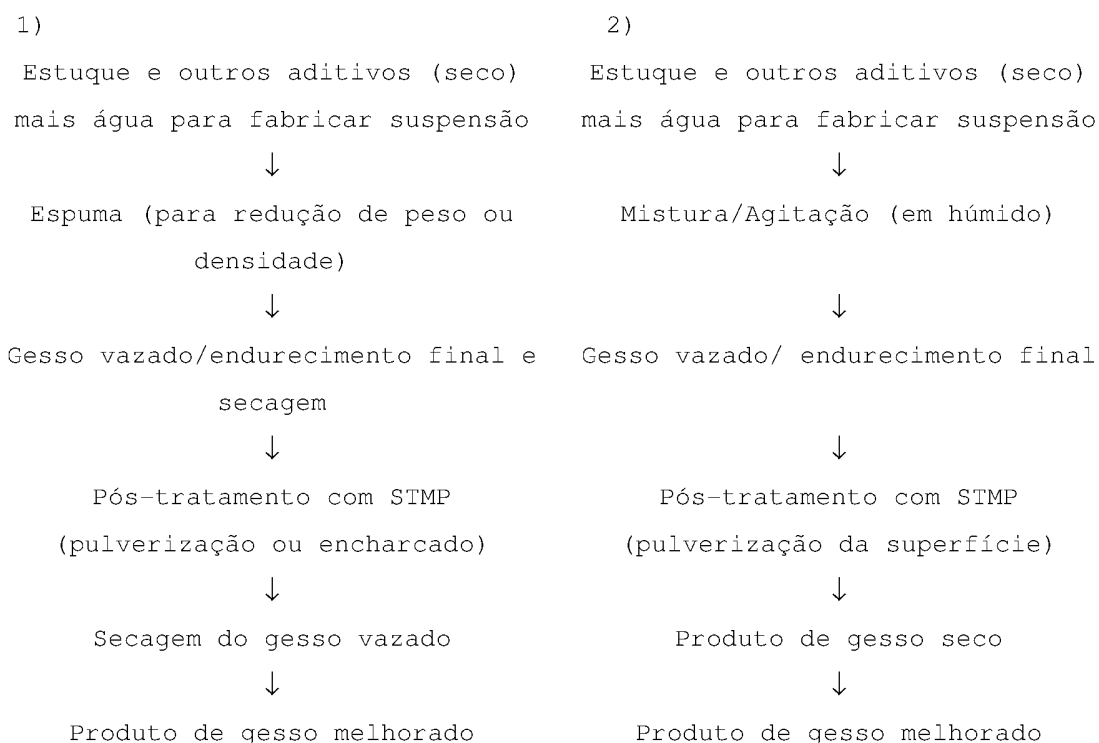 1)
Estuque e outros aditivos (seco)
mais água para fabricar suspensão
↓
Espuma (para redução de peso ou
densidade)
↓
Gesso vazado/endurecimento final e
secagem
↓
Pós-tratamento com STMP
(pulverização ou encharcado)
↓
Secagem do gesso vazado
↓
Produto de gesso melhorado
2)
Estuque e outros aditivos (seco)
mais água para fabricar suspensão
↓
Mistura/Agitação (em húmido)
↓
Gesso vazado/ endurecimento final
↓
Pós-tratamento com STMP
(pulverização da superfície)
↓
Produto de gesso seco
↓
Produto de gesso melhorado